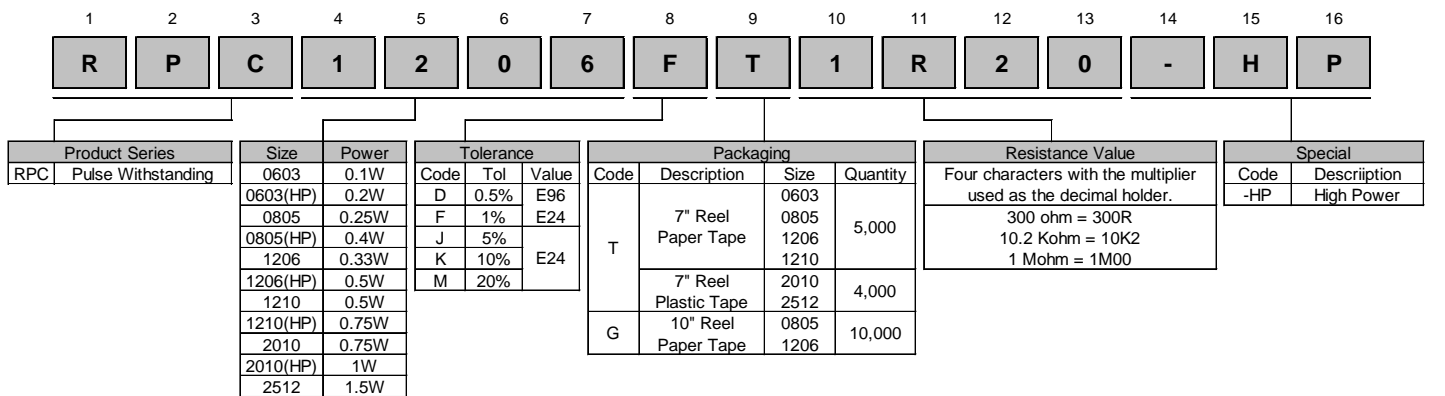 1 2 3 4 5 6 7 8 9 10 11 12 13 14 15 16
R P C 1 2 0 6 F T 1 R 2 0 - H P
Product Series
RPC Pulse Withstanding
Size Power
0603 0.1W
0603(HP) 0.2W
0805 0.25W
0805(HP) 0.4W
1206 0.33W
1206(HP) 0.5W
1210 0.5W
1210(HP) 0.75W
2010 0.75W
2010(HP) 1W
2512 1.5W
Tolerance
Code Tol Value
D 0.5% E96
F 1% E24
J 5%
K 10% E24
M 20%
Packaging
Code Description Size Quantity
T
7" Reel
Paper Tape
0603
0805
1206
1210
5,000
7" Reel
Plastic Tape
2010
2512
4,000
G
10" Reel
Paper Tape
0805
1206
10,000
Resistance Value
Four characters with the multiplier
used as the decimal holder.
300 ohm = 300R
10.2 Kohm = 10K2
1 Mohm = 1M00
Special
Code Descriiption
-HP High Power